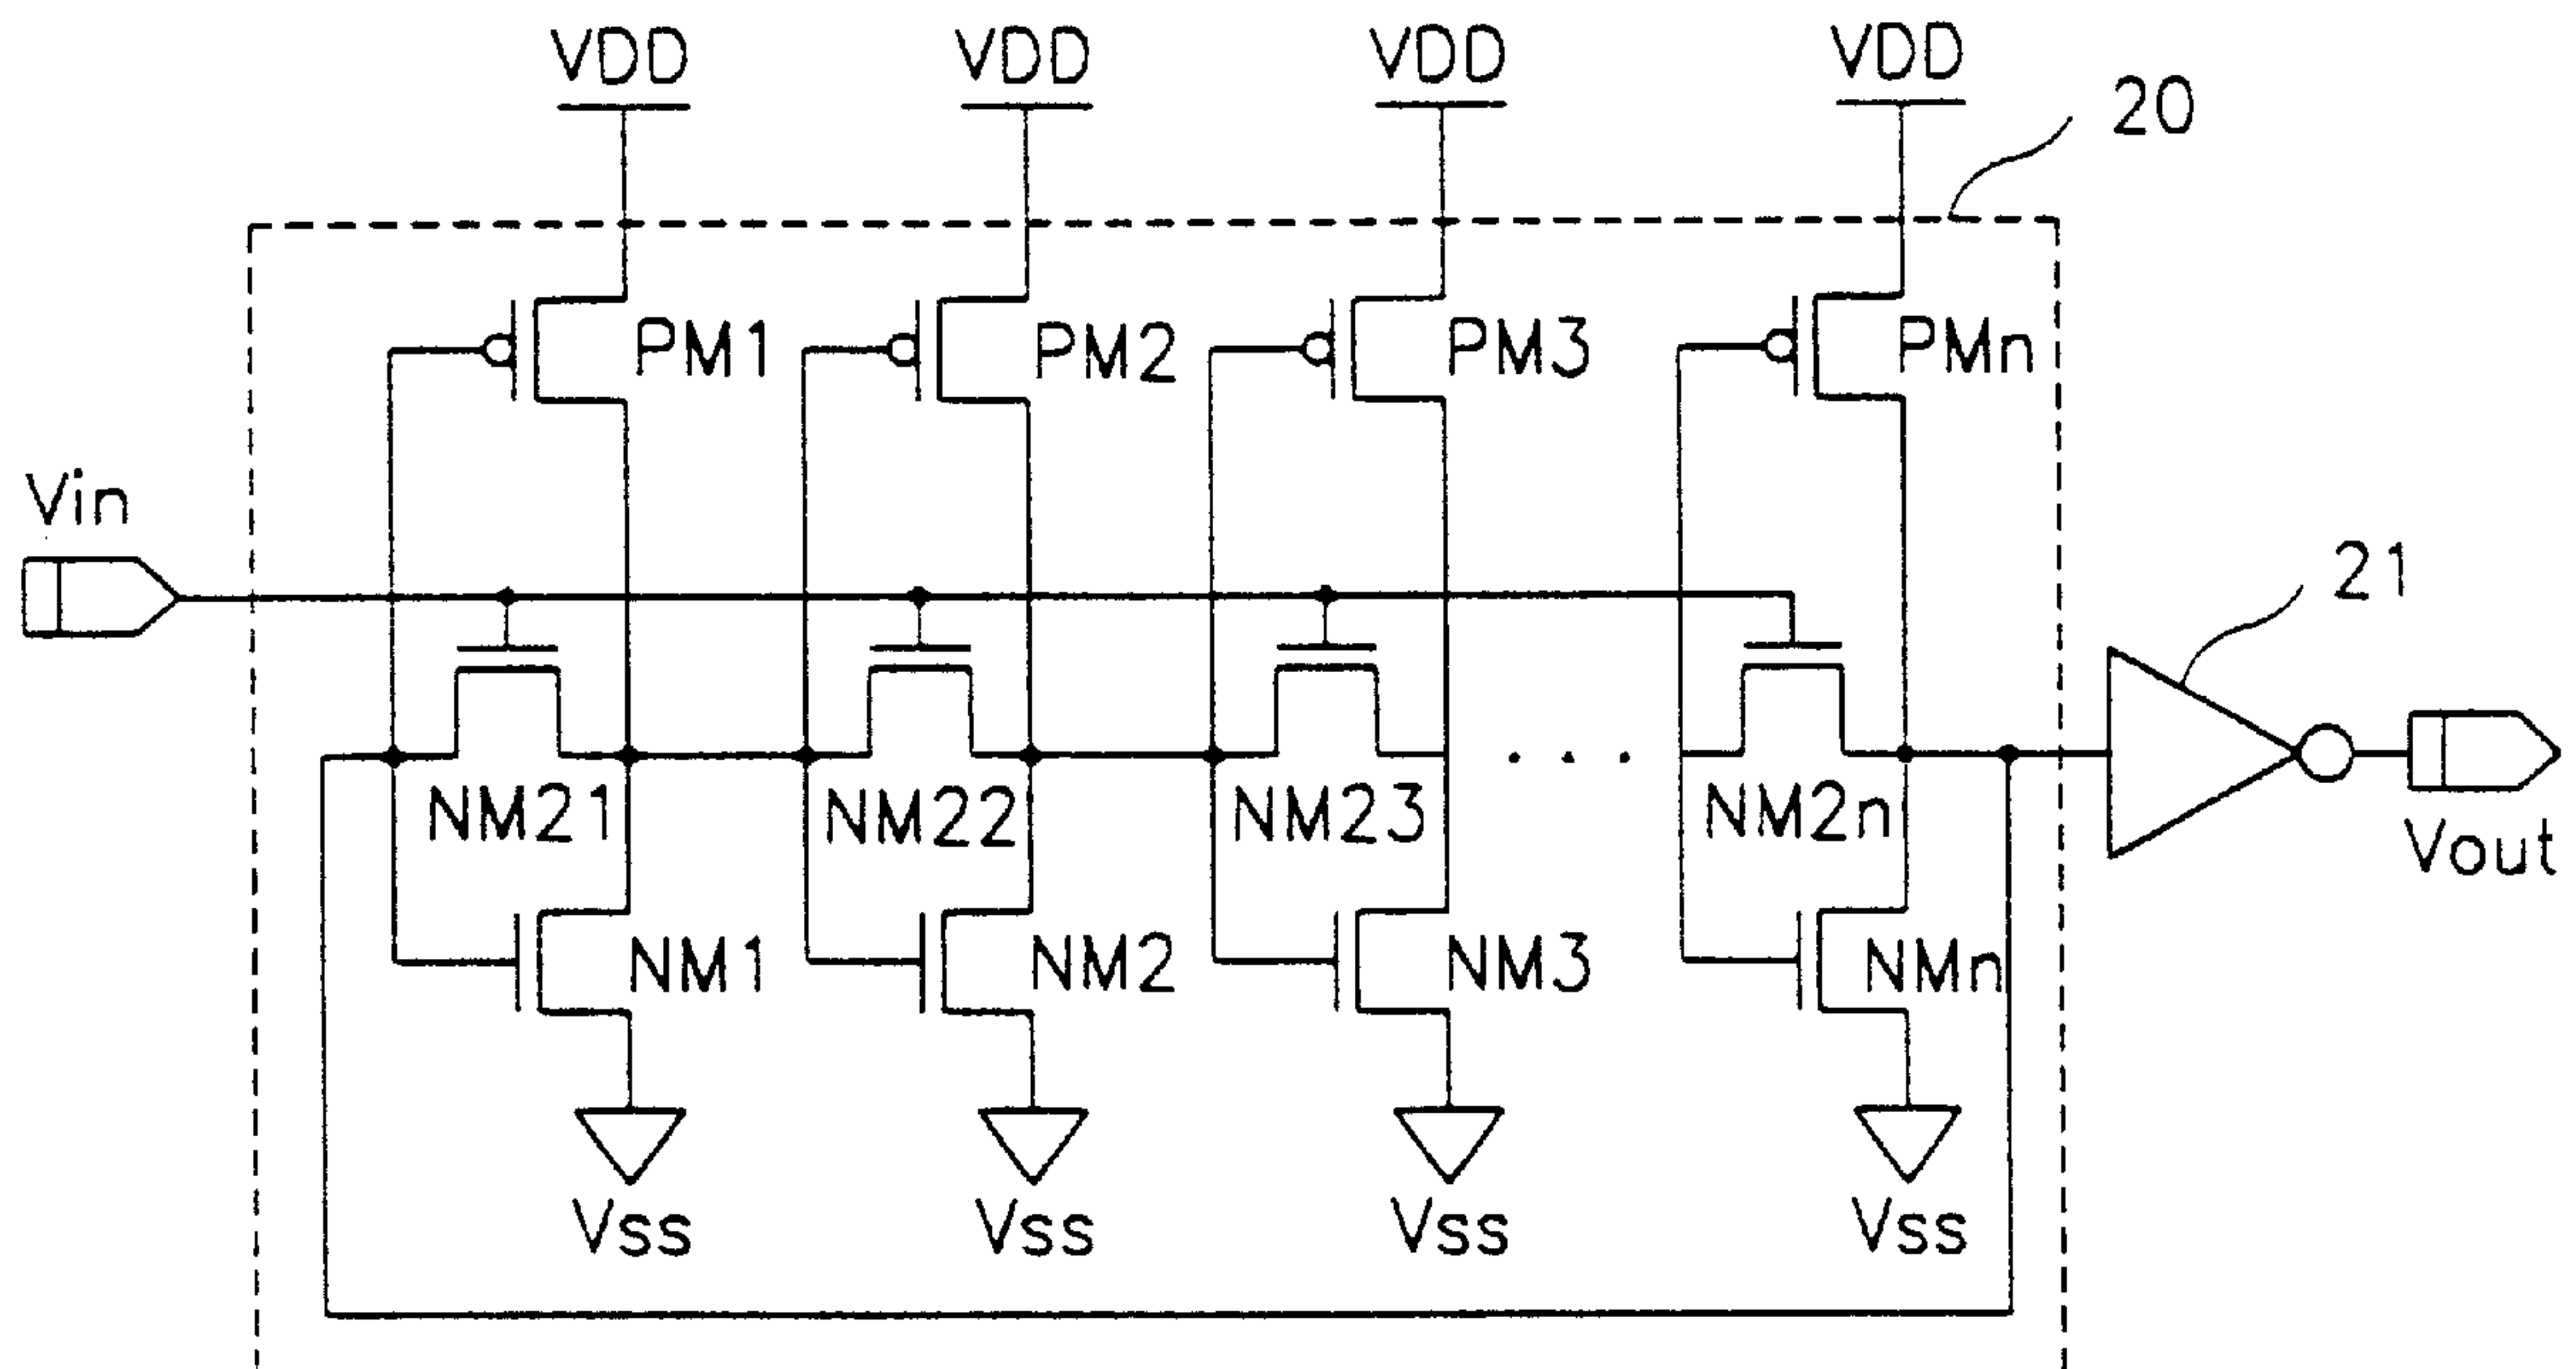 VDD VDD VDD VDD
20
PM1 PM2 PM3 PMn
Vin
21
NM21 NM22 NM23 . . . NM2n
Vout
NM1 NM2 NM3 NMn
Vss Vss Vss Vss